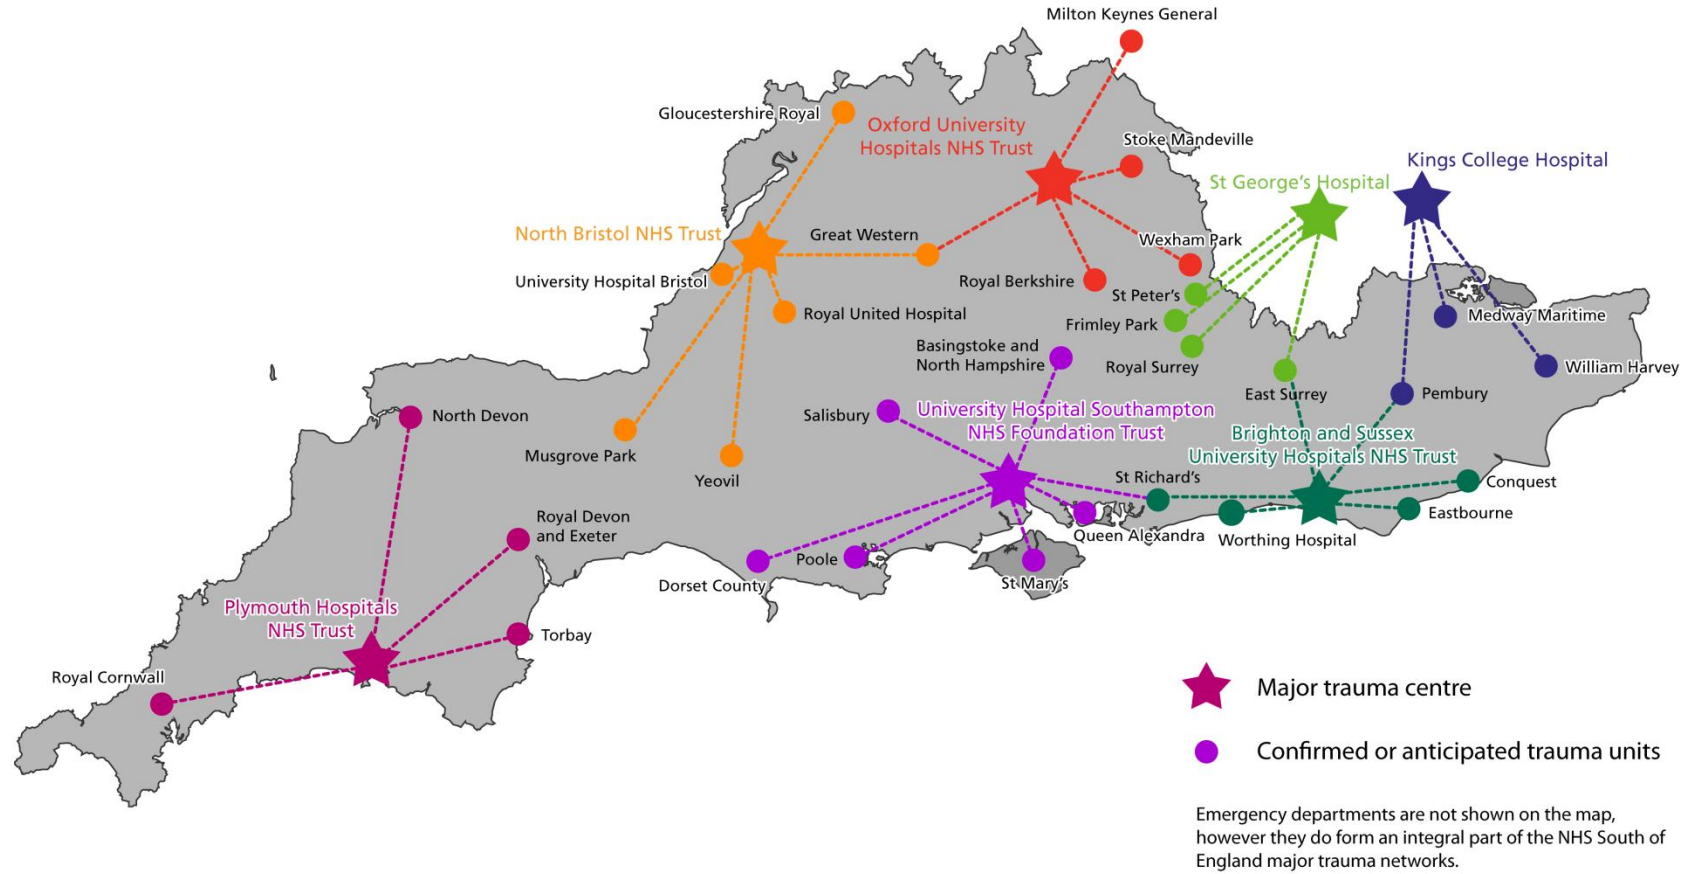 Milton Keynes General
Gloucestershire Royal
Oxford University
Hospitals NHS Trust
Stoke Mandeville
Kings College Hospital
St George's Hospital
North Bristol NHS Trust
Great Western
Wexham Park
University Hospital Bristol
Royal Berkshire
St Peter's
Royal United Hospital
Frimley Park
Medway Maritime
Basingstoke and
North Hampshire
Royal Surrey
William Harvey
East Surrey
Pembury
North Devon
Salisbury
University Hospital Southampton
NHS Foundation Trust
Brighton and Sussex
University Hospitals NHS Trust
Musgrove Park
Yeovil
St Richard's
Conquest
Eastbourne
Royal Devon
and Exeter
Queen Alexandra
Worthing Hospital
Dorset County
Poole
St Mary's
Plymouth Hospitals
NHS Trust
Torbay
Royal Cornwall
Major trauma centre
Confirmed or anticipated trauma units
Emergency departments are not shown on the map,
however they do form an integral part of the NHS South of
England major trauma networks.